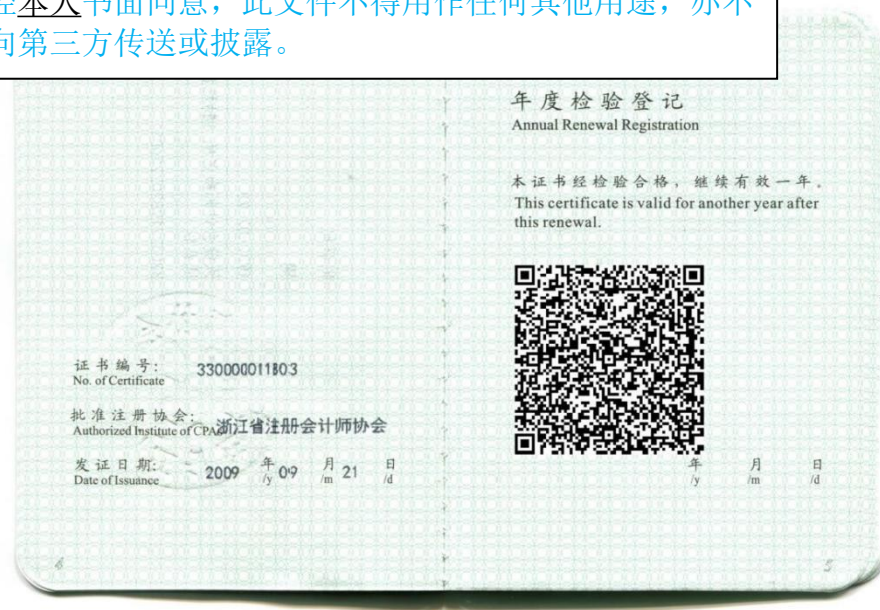 经本人书面同意，此文件不得用作任何其他用途，亦不
向第三方传送或披露。
年度检验登记
Annual Renewal Registration
本证书经检验合格，继续有效一年。
This certificate is valid for another year after
this renewal.
证书编号： 330000011803
No. of Certificate
批准注册协会： 浙江省注册会计师协会
Authorized Institute of CPAs
发证日期： 2009 年 09 月 21 日
Date of Issuance /y /m /d
年 月 日
/y /m /d
5